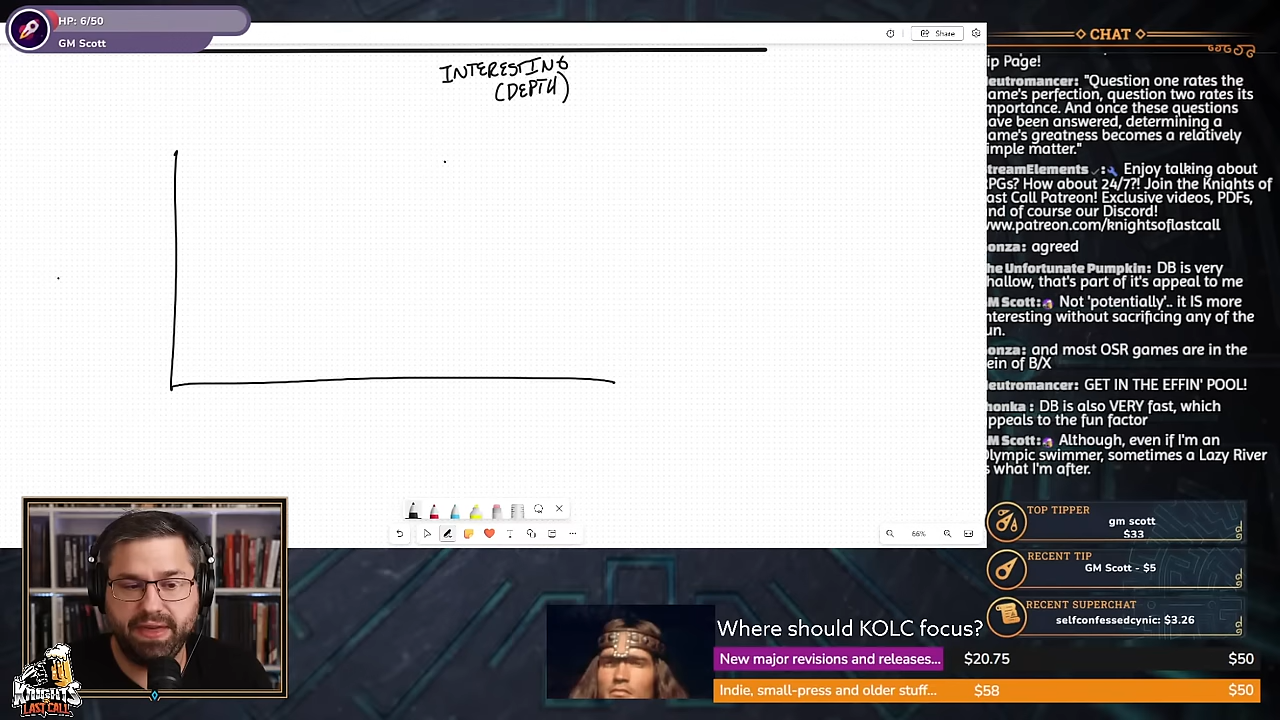 HP: 6/50
GM Scott
INTERESTING
(DEPTH)
Share
66%
CHAT
ip Page!
eutromancer: "Question one rates the
ame's perfection, question two rates its
mportance. And once these questions
ave been answered, determining a
ame's greatness becomes a relatively
imple matter."
treamElements : Enjoy talking about
PGs? How about 24/7?! Join the Knights of
ast Call Patreon! Exclusive videos, PDFs,
nd of course our Discord!
www.patreon.com/knightsoflastcall
onza: agreed
he Unfortunate Pumpkin: DB is very
hallow, that's part of it's appeal to me
GM Scott: Not 'potentially'.. it IS more
nteresting without sacrificing any of the
un.
onza: and most OSR games are in the
ein of B/X
eutromancer: GET IN THE EFFIN' POOL!
honka : DB is also VERY fast, which
ppeals to the fun factor
GM Scott: Although, even if I'm an
Olympic swimmer, sometimes a Lazy River
s what I'm after.
TOP TIPPER
gm scott
$33
RECENT TIP
GM Scott - $5
RECENT SUPERCHAT
selfconfessedcynic: $3.26
Where should KOLC focus?
New major revisions and releases... $20.75 $50
Indie, small-press and older stuff... $58 $50
KNIGHTS
LAST CALL